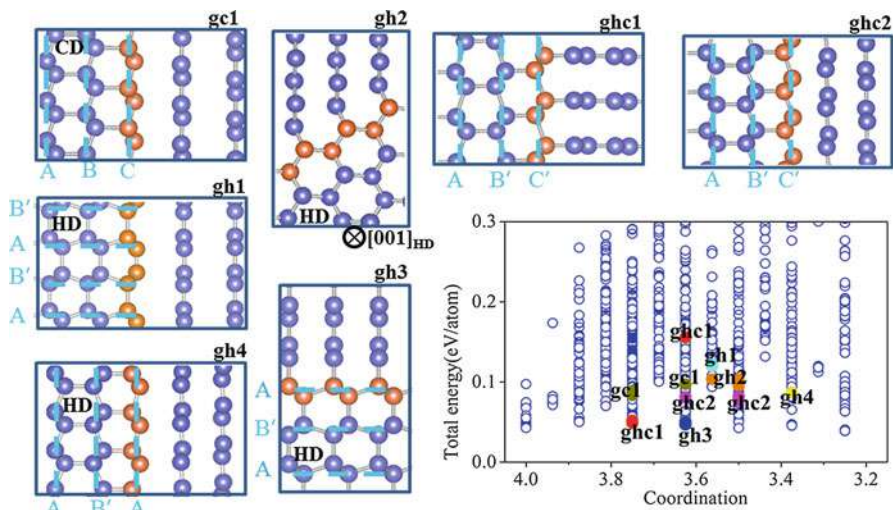 gc1
CD
A B C
gh2
HD
[001]HD
ghc1
A B′ C′
ghc2
A B′ C′
gh1
B′
HD
A
B′
A
gh3
A
B′
HD
A
gh4
HD
A B′ A
0.3
0.2
0.1
0.0
Total energy(eV/atom)
ghc1
gh1
gc1
gc1
gh2
ghc2
ghc2
gh4
ghc1
gh3
4.0 3.8 3.6 3.4 3.2
Coordination